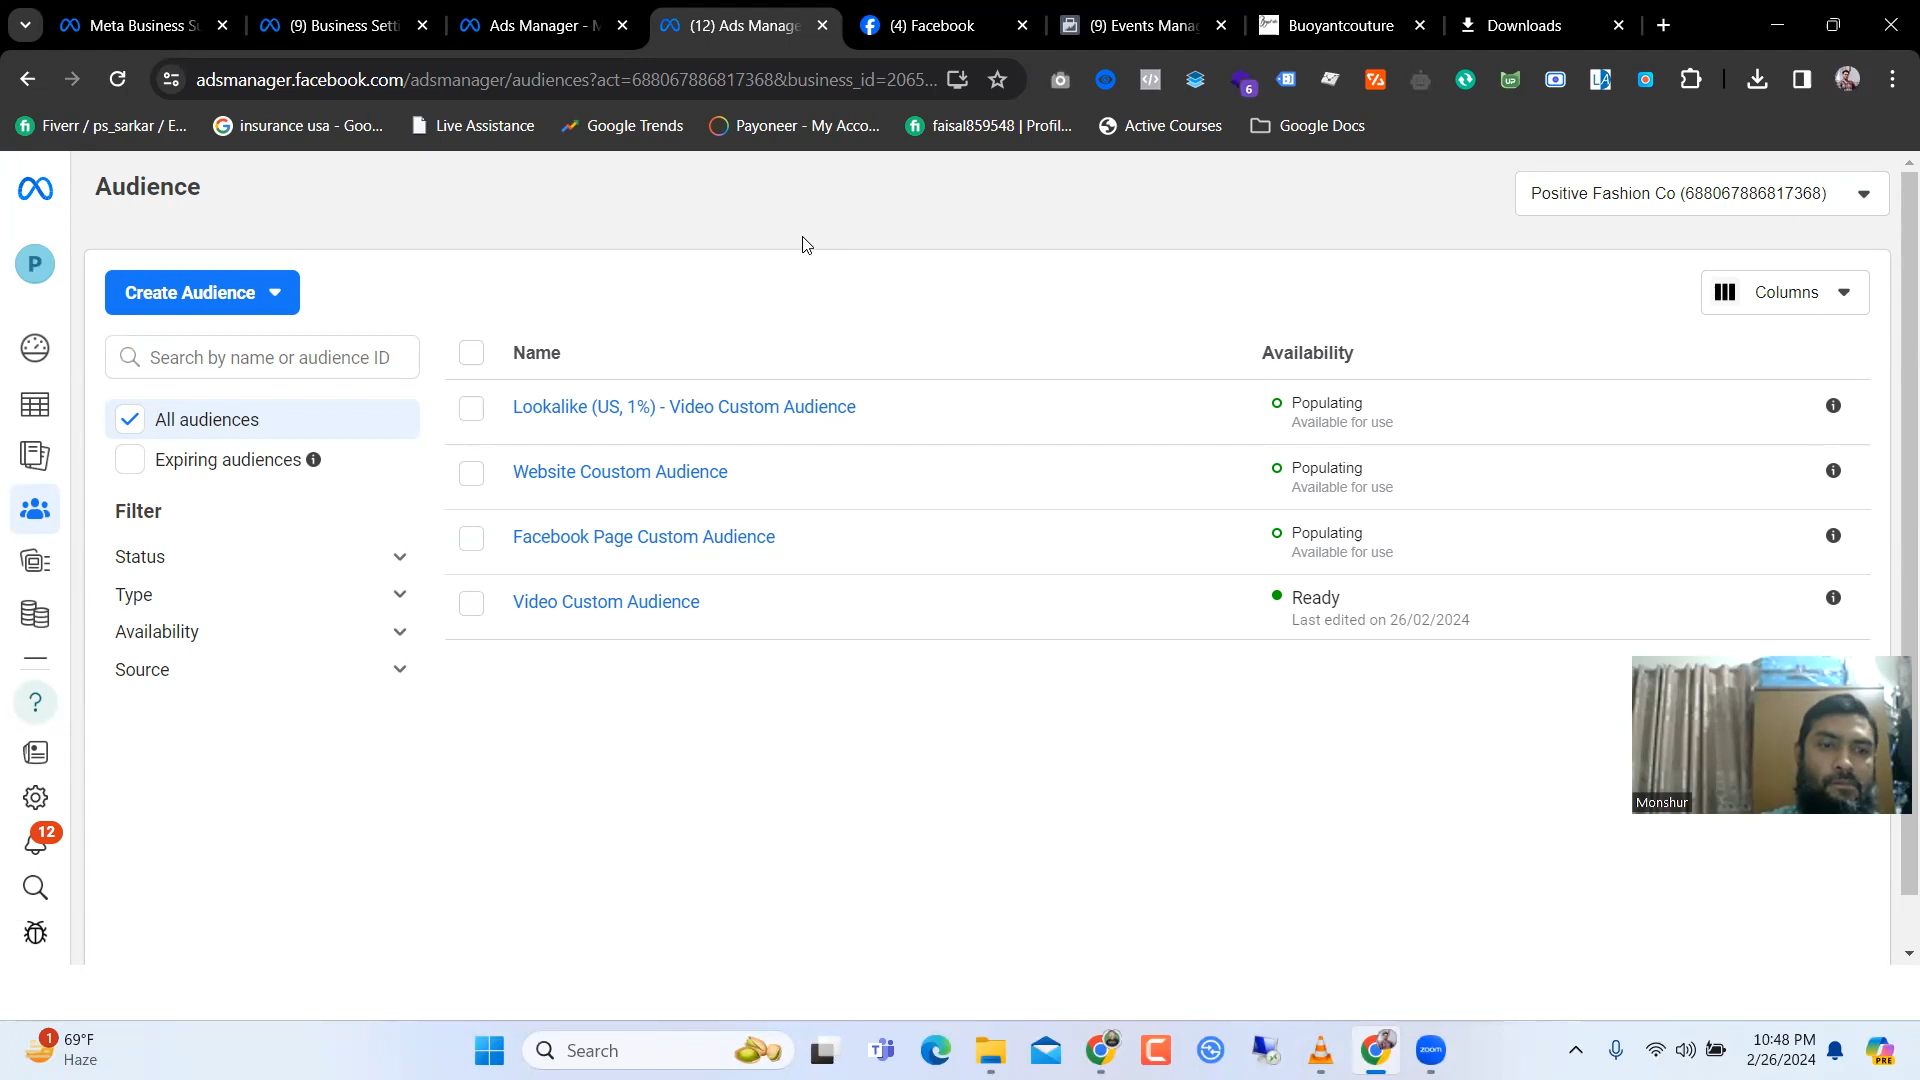 Meta Business Su
(9) Business Setti
Ads Manager - M
(12) Ads Manage
(4) Facebook
(9) Events Manag
Buoyantcouture
Downloads
adsmanager.facebook.com/adsmanager/audiences?act=688067886817368&business_id=2065...
6
Fiverr / ps_sarkar / E...
insurance usa - Goo...
Live Assistance
Google Trends
Payoneer - My Acco...
faisal859548 | Profil...
Active Courses
Google Docs
Audience
Positive Fashion Co (688067886817368)
P
Create Audience
Columns
Search by name or audience ID
Name
Availability
All audiences
Expiring audiences
Filter
Status
Type
Availability
Source
Lookalike (US, 1%) - Video Custom Audience
Populating
Available for use
Website Coustom Audience
Populating
Available for use
Facebook Page Custom Audience
Populating
Available for use
Video Custom Audience
Ready
Last edited on 26/02/2024
Monshur
12
1
69°F
Haze
Search
zoom
10:48 PM
2/26/2024
PRE